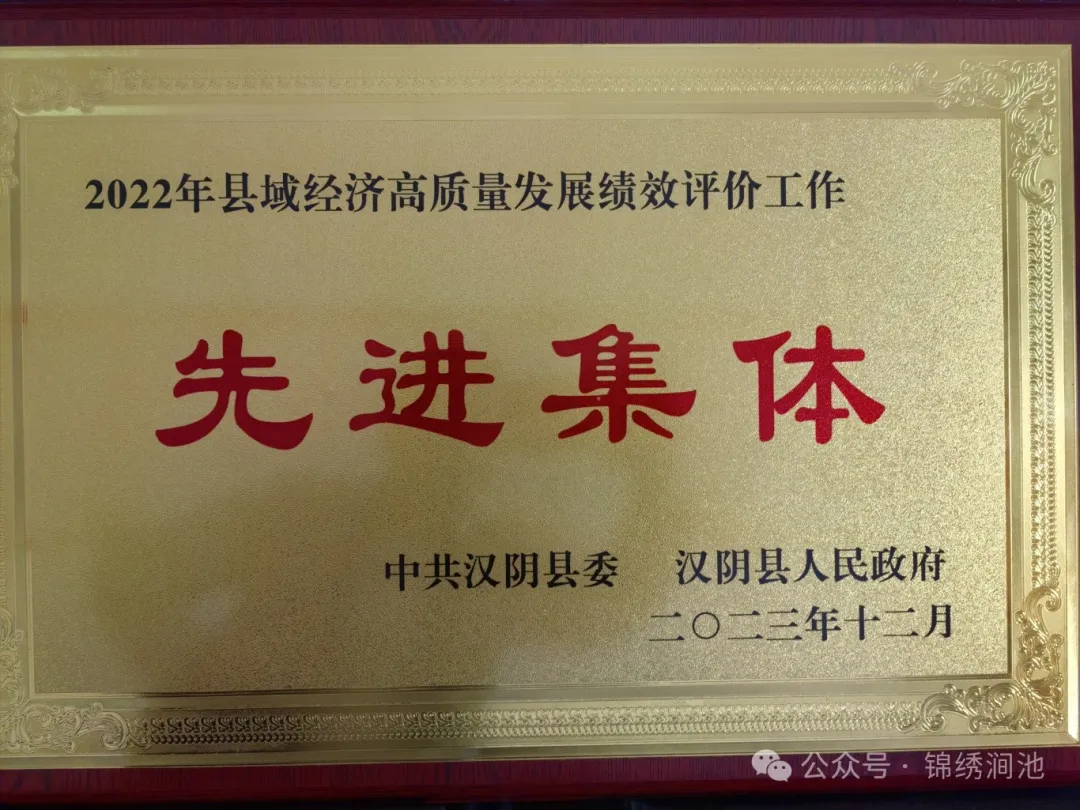 2022年县域经济高质量发展绩效评价工作
先进集体
中共汉阴县委 汉阴县人民政府
二〇二三年十二月
公众号·锦绣涧池